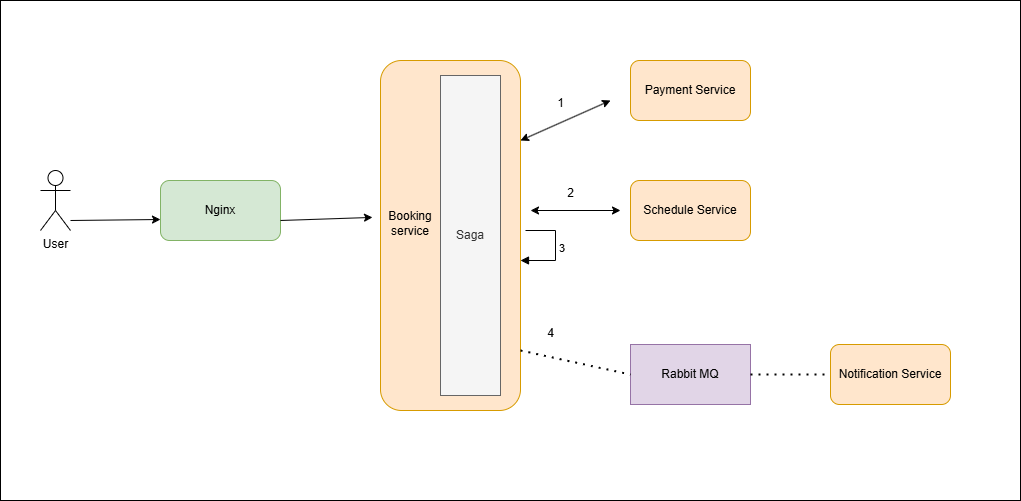 User
Nginx
Booking
service
Saga
1
Payment Service
2
Schedule Service
3
4
Rabbit MQ
Notification Service